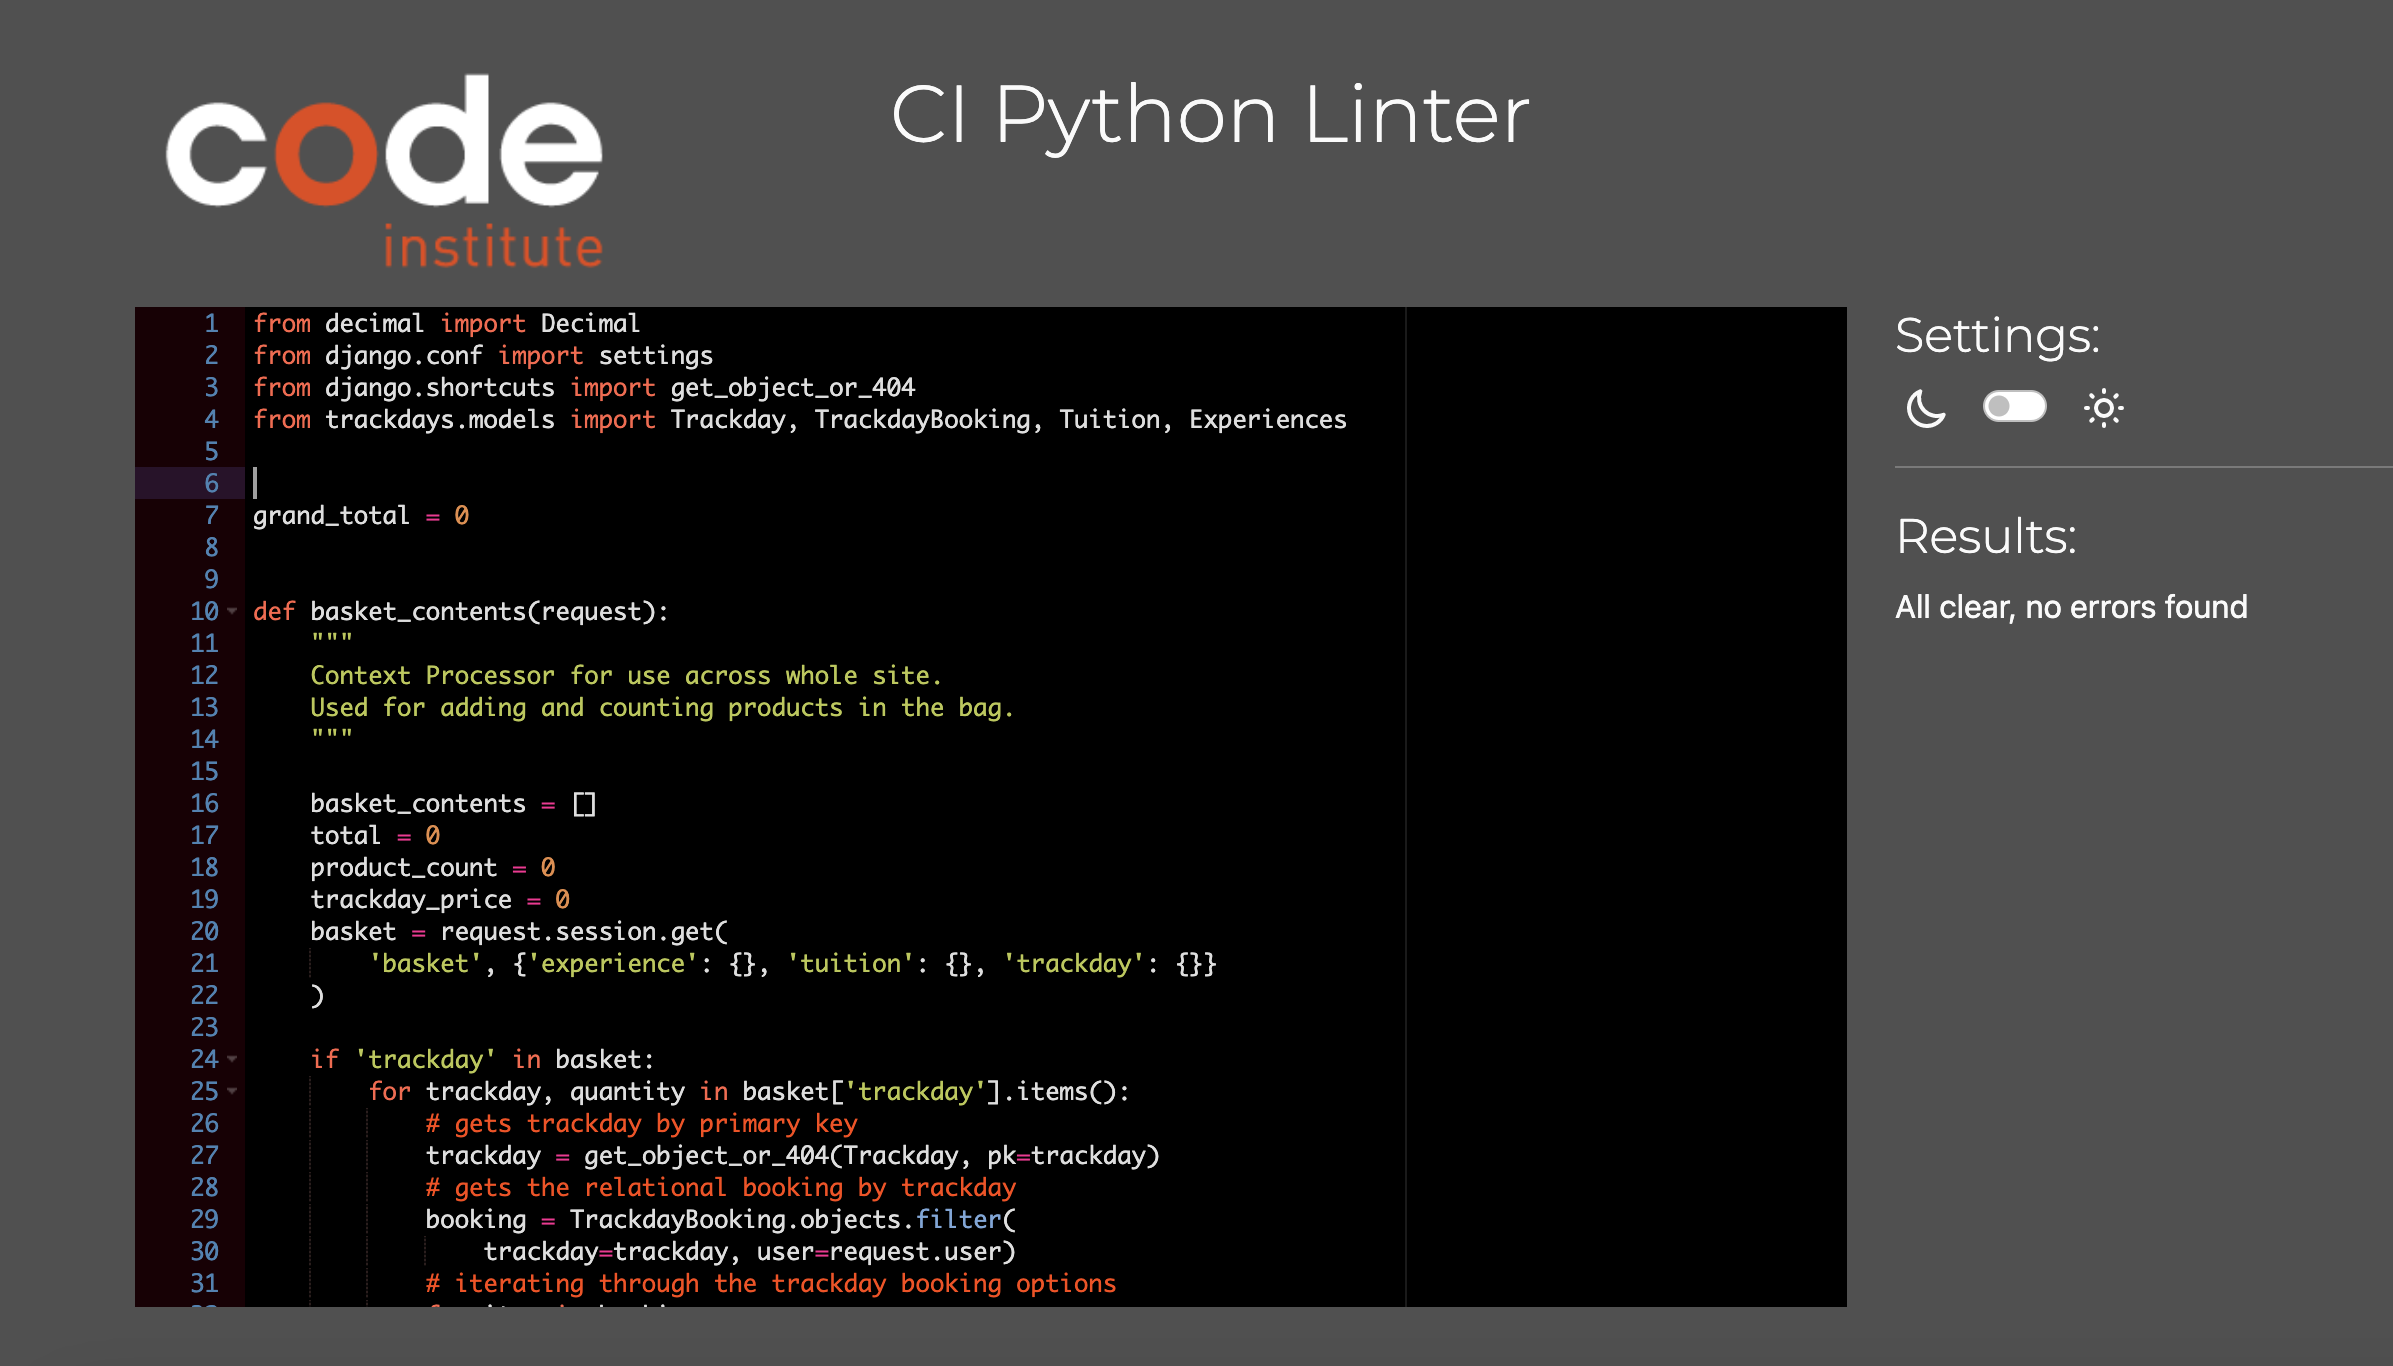 code
institute
CI Python Linter
1 from decimal import Decimal
2 from django.conf import settings
3 from django.shortcuts import get_object_or_404
4 from trackdays.models import Trackday, TrackdayBooking, Tuition, Experiences
5
6
7 grand_total = 0
8
9
10 def basket_contents(request):
11     """
12     Context Processor for use across whole site.
13     Used for adding and counting products in the bag.
14     """
15
16     basket_contents = []
17     total = 0
18     product_count = 0
19     trackday_price = 0
20     basket = request.session.get(
21         'basket', {'experience': {}, 'tuition': {}, 'trackday': {}}
22     )
23
24     if 'trackday' in basket:
25         for trackday, quantity in basket['trackday'].items():
26             # gets trackday by primary key
27             trackday = get_object_or_404(Trackday, pk=trackday)
28             # gets the relational booking by trackday
29             booking = TrackdayBooking.objects.filter(
30                 trackday=trackday, user=request.user)
31             # iterating through the trackday booking options
Settings:
Results:
All clear, no errors found